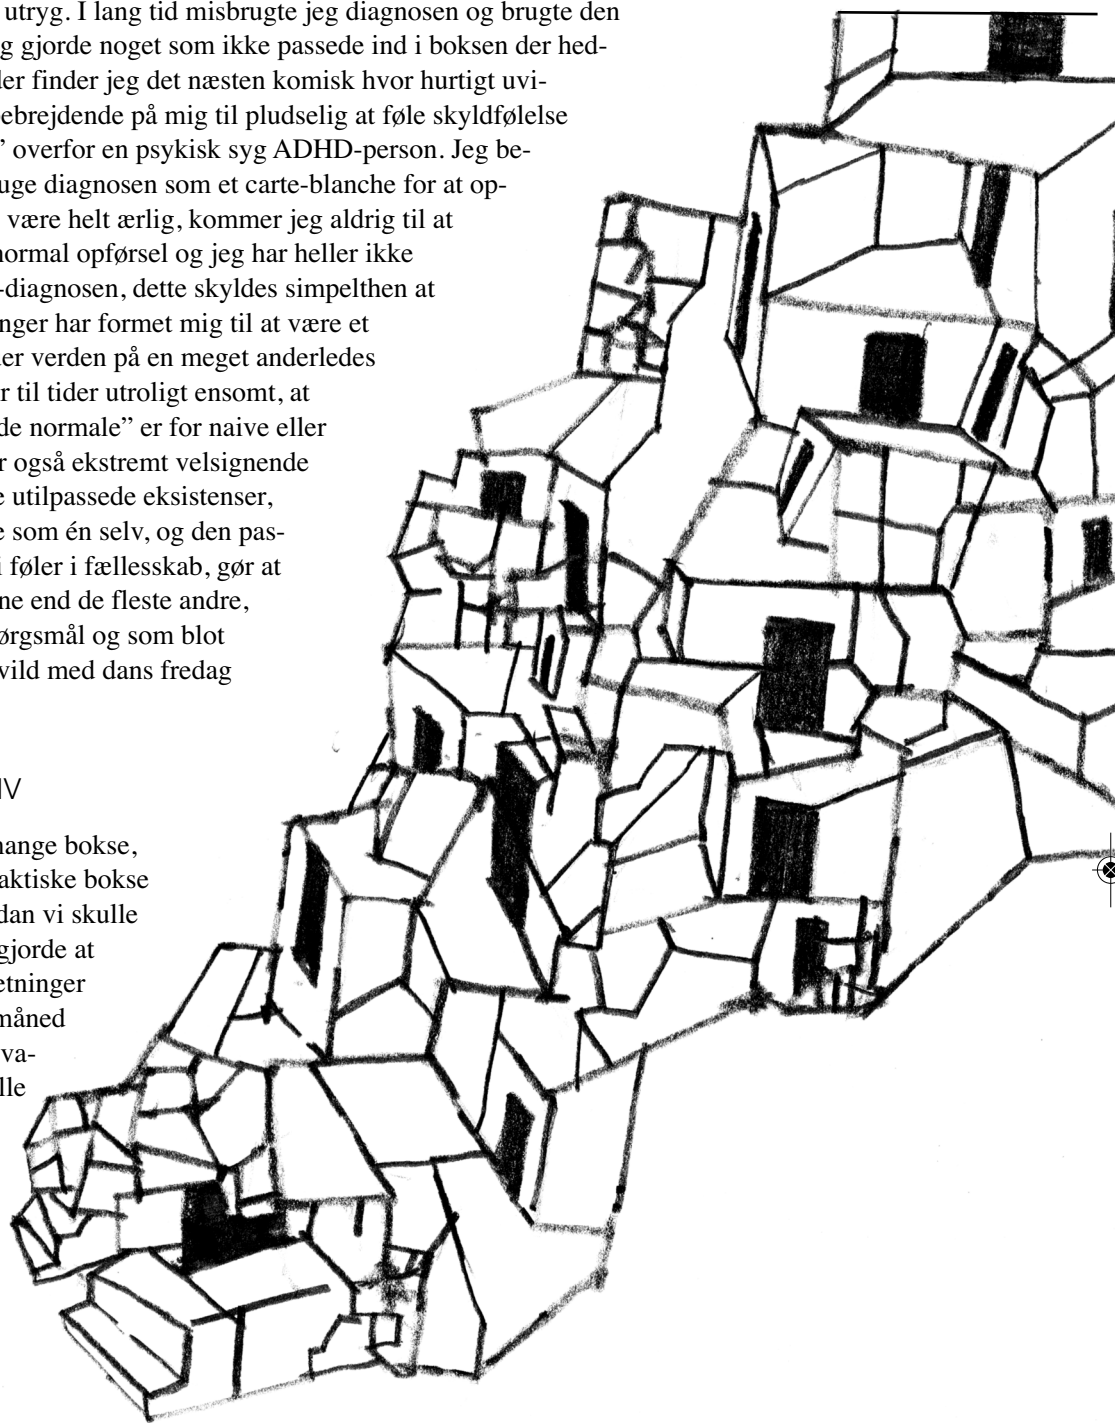 utryg. I lang tid misbrugte jeg diagnosen og brugte den
g gjorde noget som ikke passede ind i boksen der hed-
der finder jeg det næsten komisk hvor hurtigt uvi-
ebrejdende på mig til pludselig at føle skyldfølelse
” overfor en psykisk syg ADHD-person. Jeg be-
uge diagnosen som et carte-blanche for at op-
være helt ærlig, kommer jeg aldrig til at
normal opførsel og jeg har heller ikke
-diagnosen, dette skyldes simpelthen at
nger har formet mig til at være et
der verden på en meget anderledes
r til tider utroligt ensomt, at
de normale” er for naive eller
r også ekstremt velsignende
e utilpassede eksistenser,
e som én selv, og den pas-
i føler i fællesskab, gør at
ne end de fleste andre,
ørgsmål og som blot
vild med dans fredag
IV
nange bokse,
aktiske bokse
dan vi skulle
gjorde at
etninger
måned
va-
lle